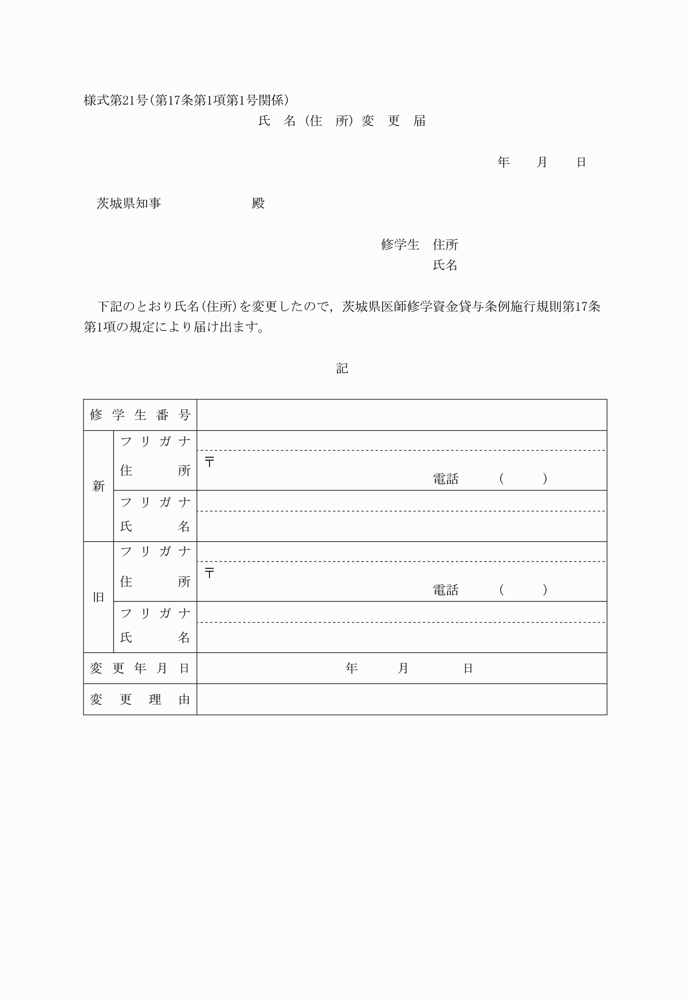 様式第21号(第17条第1項第1号関係)
氏　名(住　所)変　更　届
年　　月　　日
茨城県知事　　　　　　　殿
修学生　住所
氏名
下記のとおり氏名(住所)を変更したので，茨城県医師修学資金貸与条例施行規則第17条
第1項の規定により届け出ます。
記
修学生番号
新
フリガナ
住所
〒
電話　　　(　　　)
フリガナ
氏名
旧
フリガナ
住所
〒
電話　　　(　　　)
フリガナ
氏名
変更年月日　　年　　月　　日
変更理由